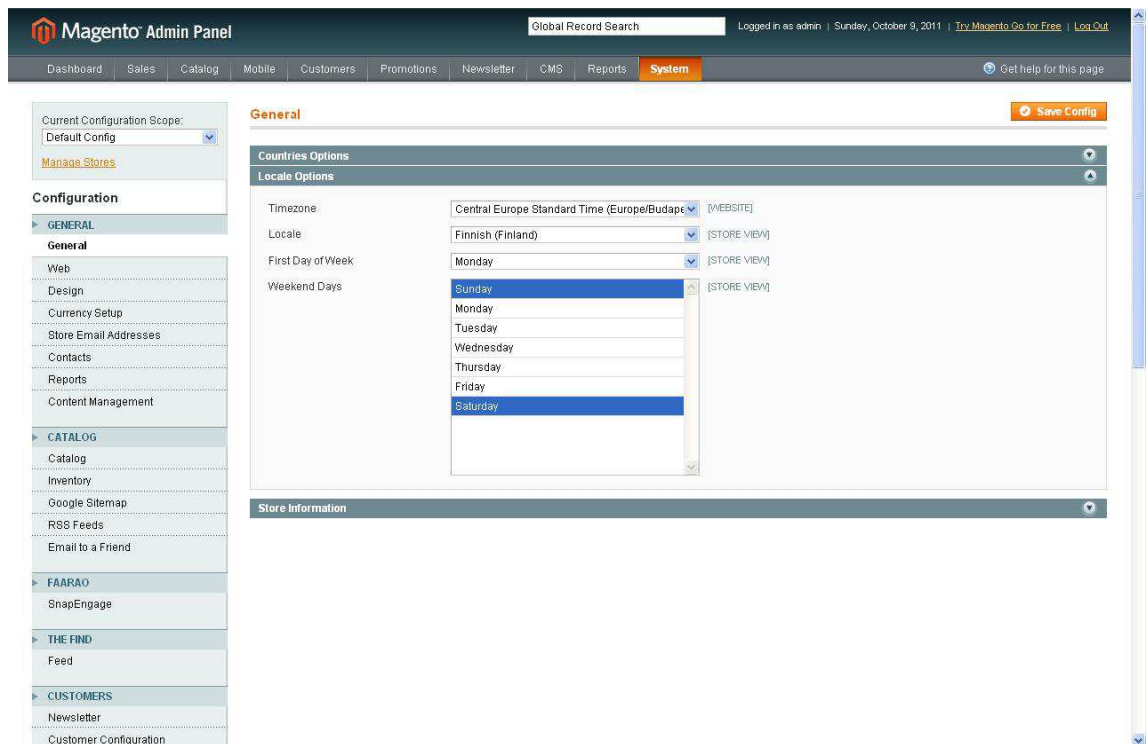 Magento Admin Panel
Global Record Search
Logged in as admin | Sunday, October 9, 2011 | Try Magento Go for Free | Log Out
Dashboard Sales Catalog Mobile Customers Promotions Newsletter CMS Reports System Get help for this page
Current Configuration Scope:
Default Config
Manage Stores
Configuration
GENERAL
General
Web
Design
Currency Setup
Store Email Addresses
Contacts
Reports
Content Management
CATALOG
Catalog
Inventory
Google Sitemap
RSS Feeds
Email to a Friend
FAARAO
SnapEngage
THE FIND
Feed
CUSTOMERS
Newsletter
Customer Configuration
General
Save Config
Countries Options
Locale Options
Timezone Central Europe Standard Time (Europe/Budape [WEBSITE]
Locale Finnish (Finland) [STORE VIEW]
First Day of Week Monday [STORE VIEW]
Weekend Days Sunday [STORE VIEW]
Monday
Tuesday
Wednesday
Thursday
Friday
Saturday
Store Information